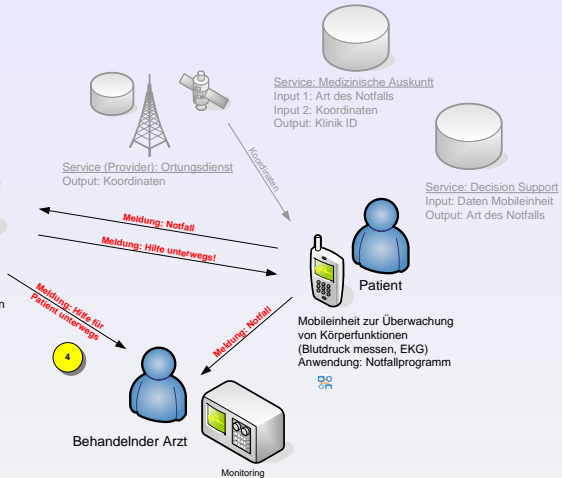 Service: Medizinische Auskunft
Input 1: Art des Notfalls
Input 2: Koordinaten
Output: Klinik ID
Service (Provider): Ortungsdienst
Output: Koordinaten
Koordinaten
Service: Decision Support
Input: Daten Mobileinheit
Output: Art des Notfalls
Meldung: Notfall
Meldung: Hilfe unterwegs!
Patient
n
Meldung: Hilfe für
Patient unterwegs
Meldung: Notfall
Mobileinheit zur Überwachung
von Körperfunktionen
(Blutdruck messen, EKG)
Anwendung: Notfallprogramm
4
Behandelnder Arzt
Monitoring